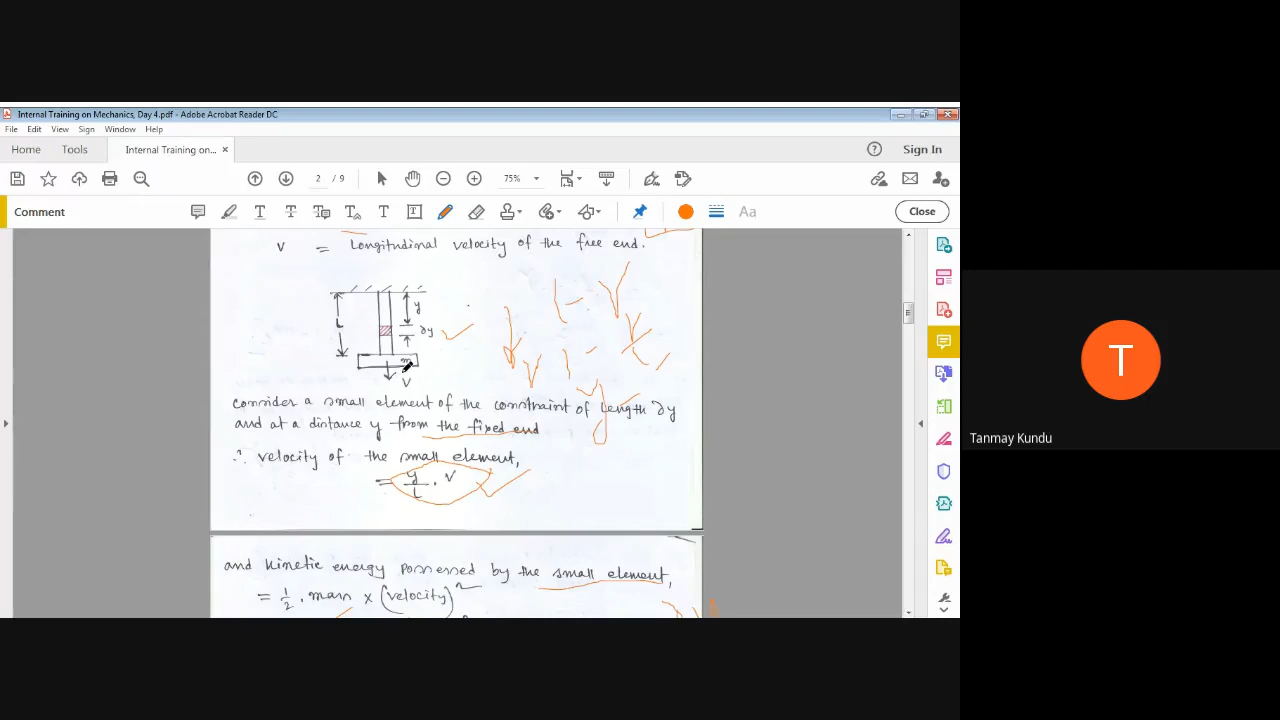 Internal Training on Mechanics, Day 4.pdf - Adobe Acrobat Reader DC
File Edit View Sign Window Help
Home Tools Internal Training on... × Sign In
2 / 9 75%
Comment Aa Close
v = Longitudinal velocity of the free end.
y
L
∂y
m
V
consider a small element of the constraint of length ∂y
and at a distance y from the fixed end
∴ velocity of the small element,
= y/L . V
L - V
1 -
y
and kinetic energy possessed by the small element,
= 1/2 . mass x (velocity)²
T
Tanmay Kundu